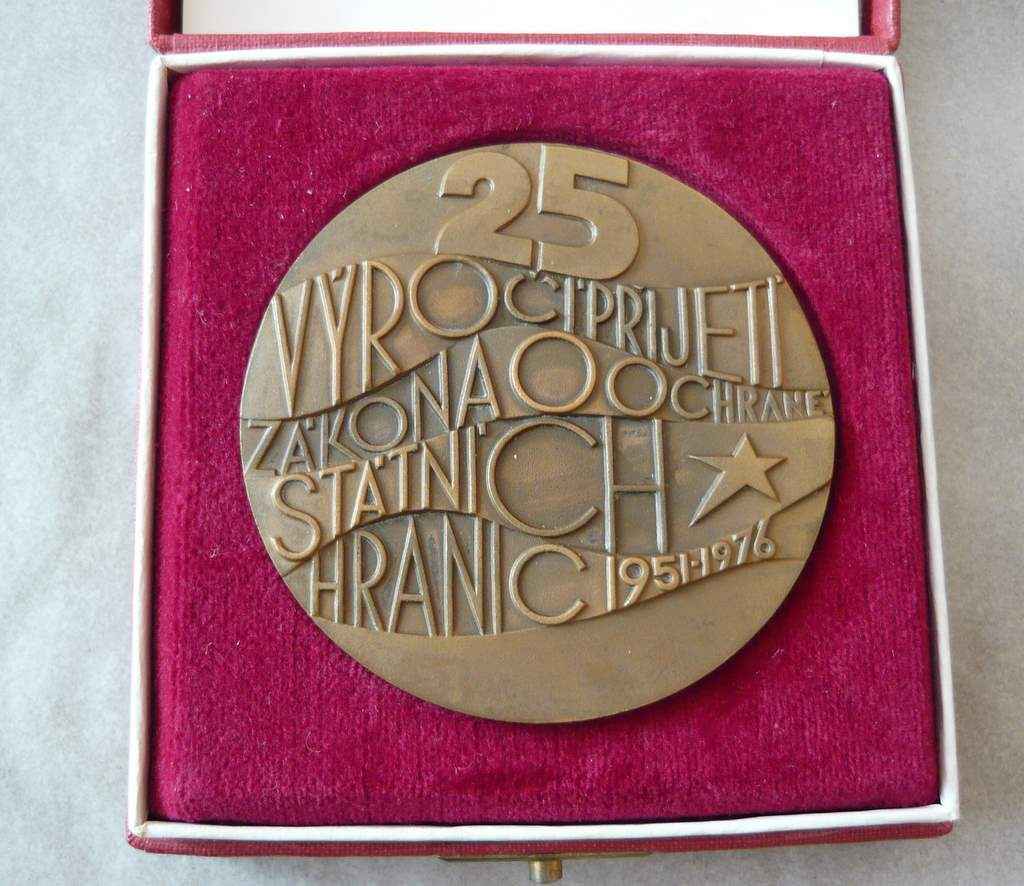 25
VÝROČÍ PŘIJETÍ
ZÁKONA O OCHRANĚ
STÁTNÍCH
HRANIC 1951-1976